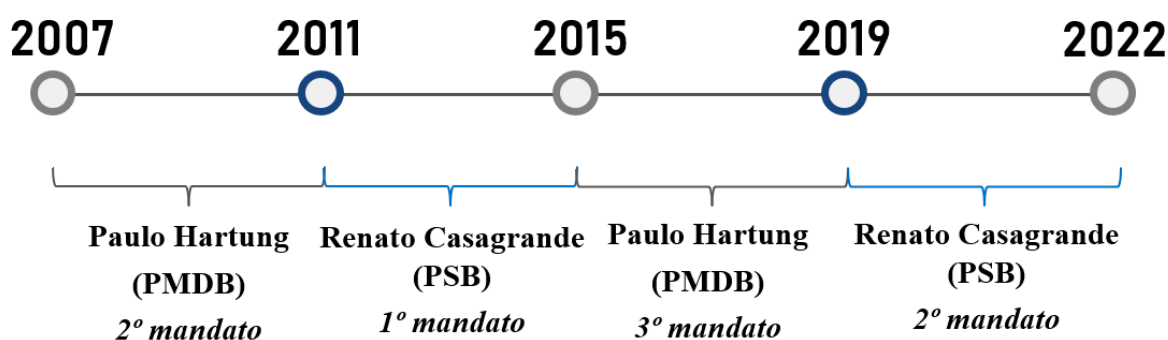 2007 2011 2015 2019 2022
Paulo Hartung
(PMDB)
2º mandato
Renato Casagrande
(PSB)
1º mandato
Paulo Hartung
(PMDB)
3º mandato
Renato Casagrande
(PSB)
2º mandato